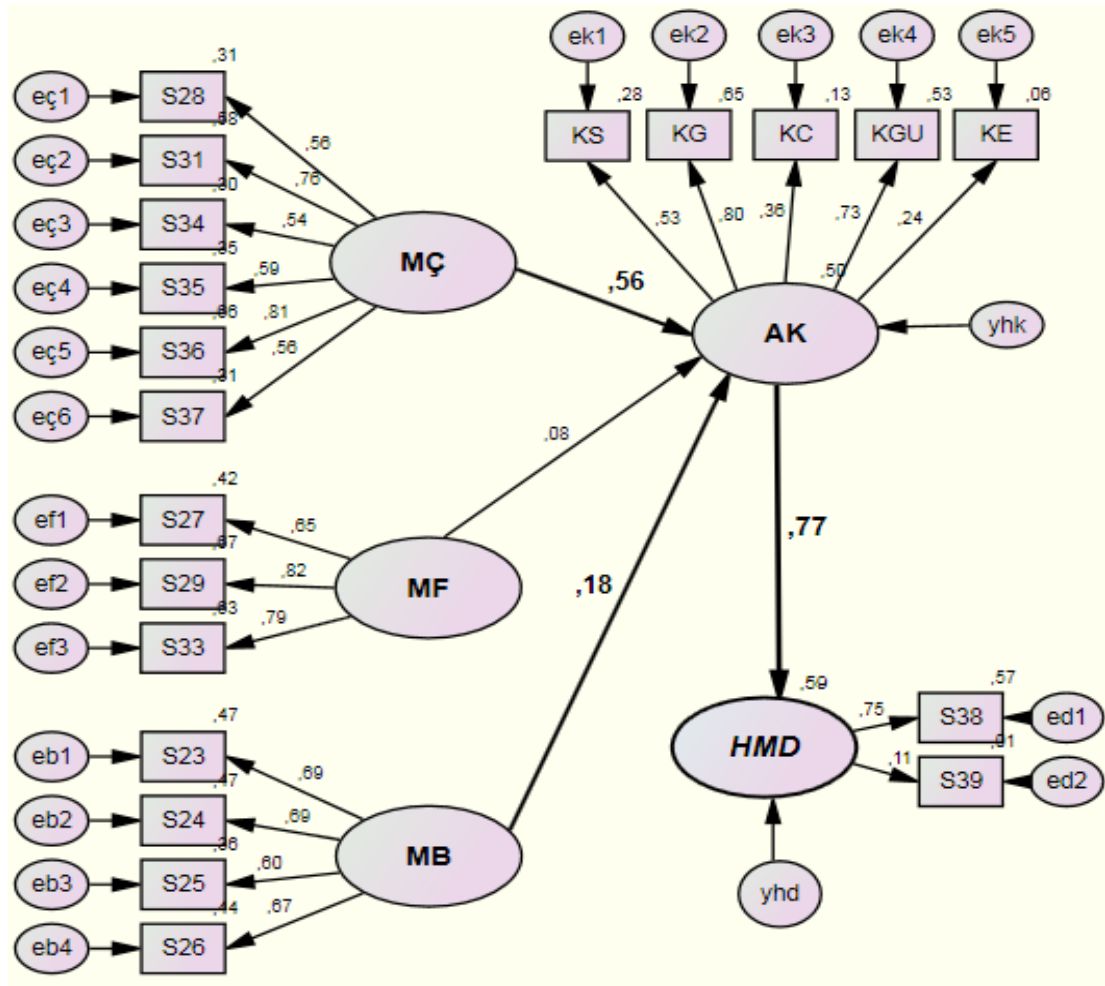 ek1 ek2 ek3 ek4 ek5
,28 ,65 ,13 ,53 ,06
KS KG KC KGU KE
,53 ,80 ,36 ,73 ,24
,31
eç1 S28 ,56
,58
eç2 S31 ,76
,30
eç3 S34 ,54
,35
eç4 S35 ,59
,66
eç5 S36 ,81
,31
eç6 S37 ,56
MÇ
,56
,50
AK
yhk
,08
,42
ef1 S27 ,65
,67
ef2 S29 ,82
,63
ef3 S33 ,79
MF
,18
,77
,59
HMD
,57
,75 S38 ed1
,01
,11 S39 ed2
yhd
,47
eb1 S23 ,69
,47
eb2 S24 ,69
,36
eb3 S25 ,60
,44
eb4 S26 ,67
MB